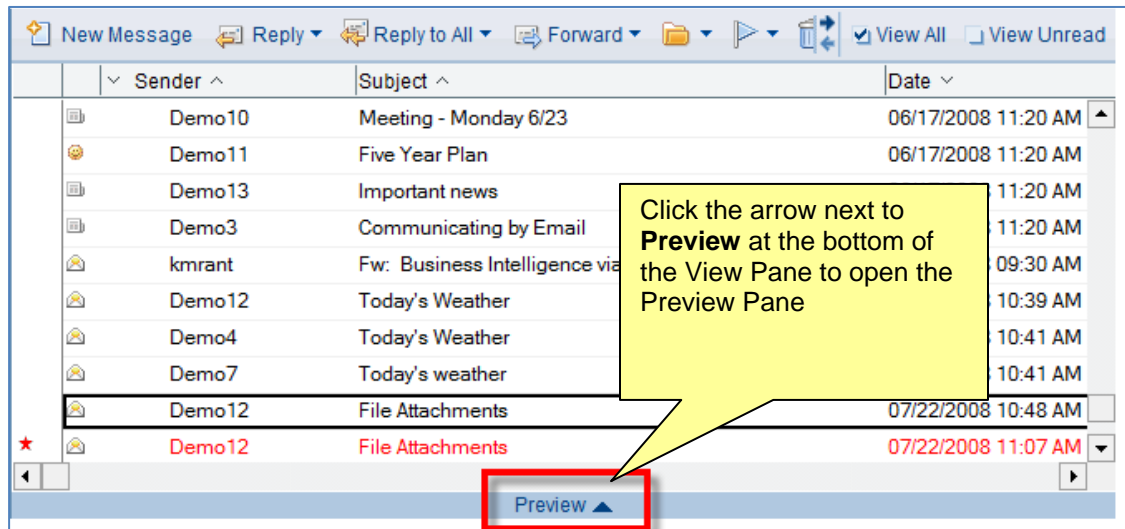 New Message Reply Reply to All Forward View All View Unread
Sender Subject Date
Demo10 Meeting - Monday 6/23 06/17/2008 11:20 AM
Demo11 Five Year Plan 06/17/2008 11:20 AM
Demo13 Important news 11:20 AM
Demo3 Communicating by Email 11:20 AM
kmrant Fw: Business Intelligence via 09:30 AM
Demo12 Today's Weather 10:39 AM
Demo4 Today's Weather 10:41 AM
Demo7 Today's weather 10:41 AM
Demo12 File Attachments 07/22/2008 10:48 AM
Demo12 File Attachments 07/22/2008 11:07 AM
Click the arrow next to
Preview at the bottom of
the View Pane to open the
Preview Pane
Preview